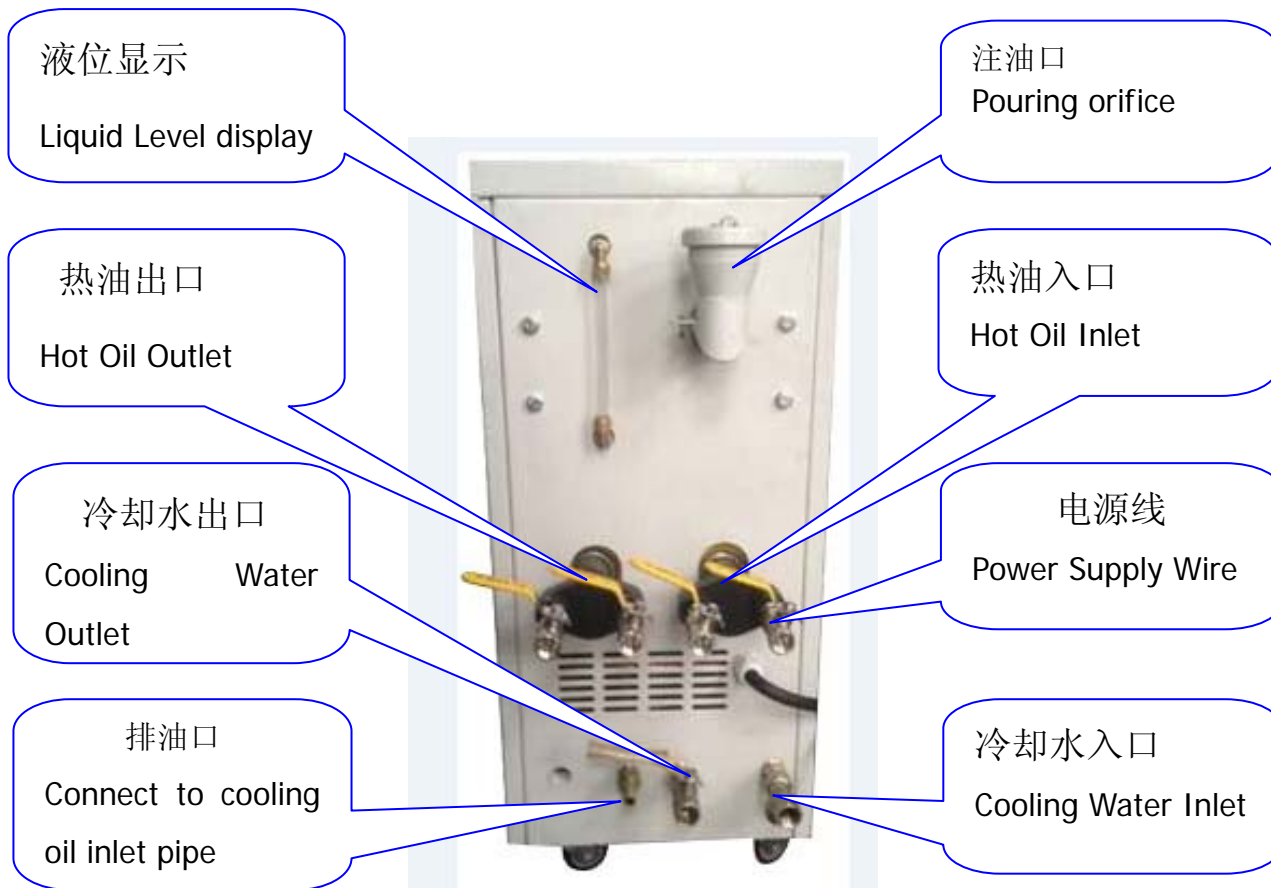 液位显示
Liquid Level display
注油口
Pouring orifice
热油出口
Hot Oil Outlet
热油入口
Hot Oil Inlet
冷却水出口
Cooling Water
Outlet
电源线
Power Supply Wire
排油口
Connect to cooling
oil inlet pipe
冷却水入口
Cooling Water Inlet